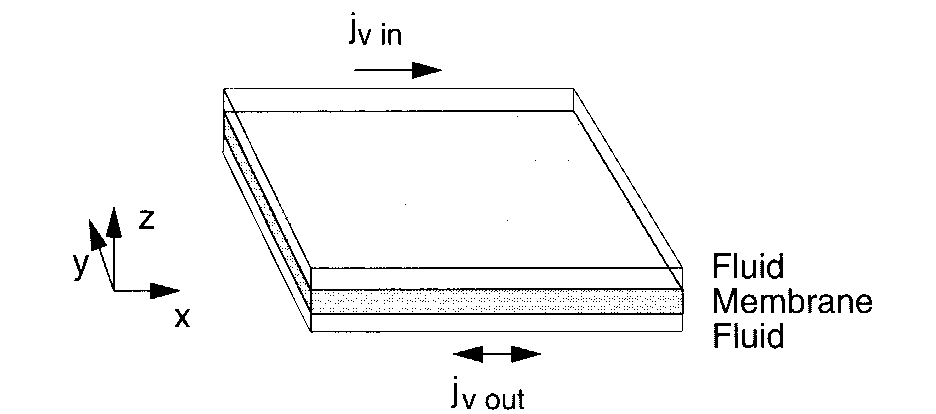 jv in
z
y
x
Fluid
Membrane
Fluid
jv out